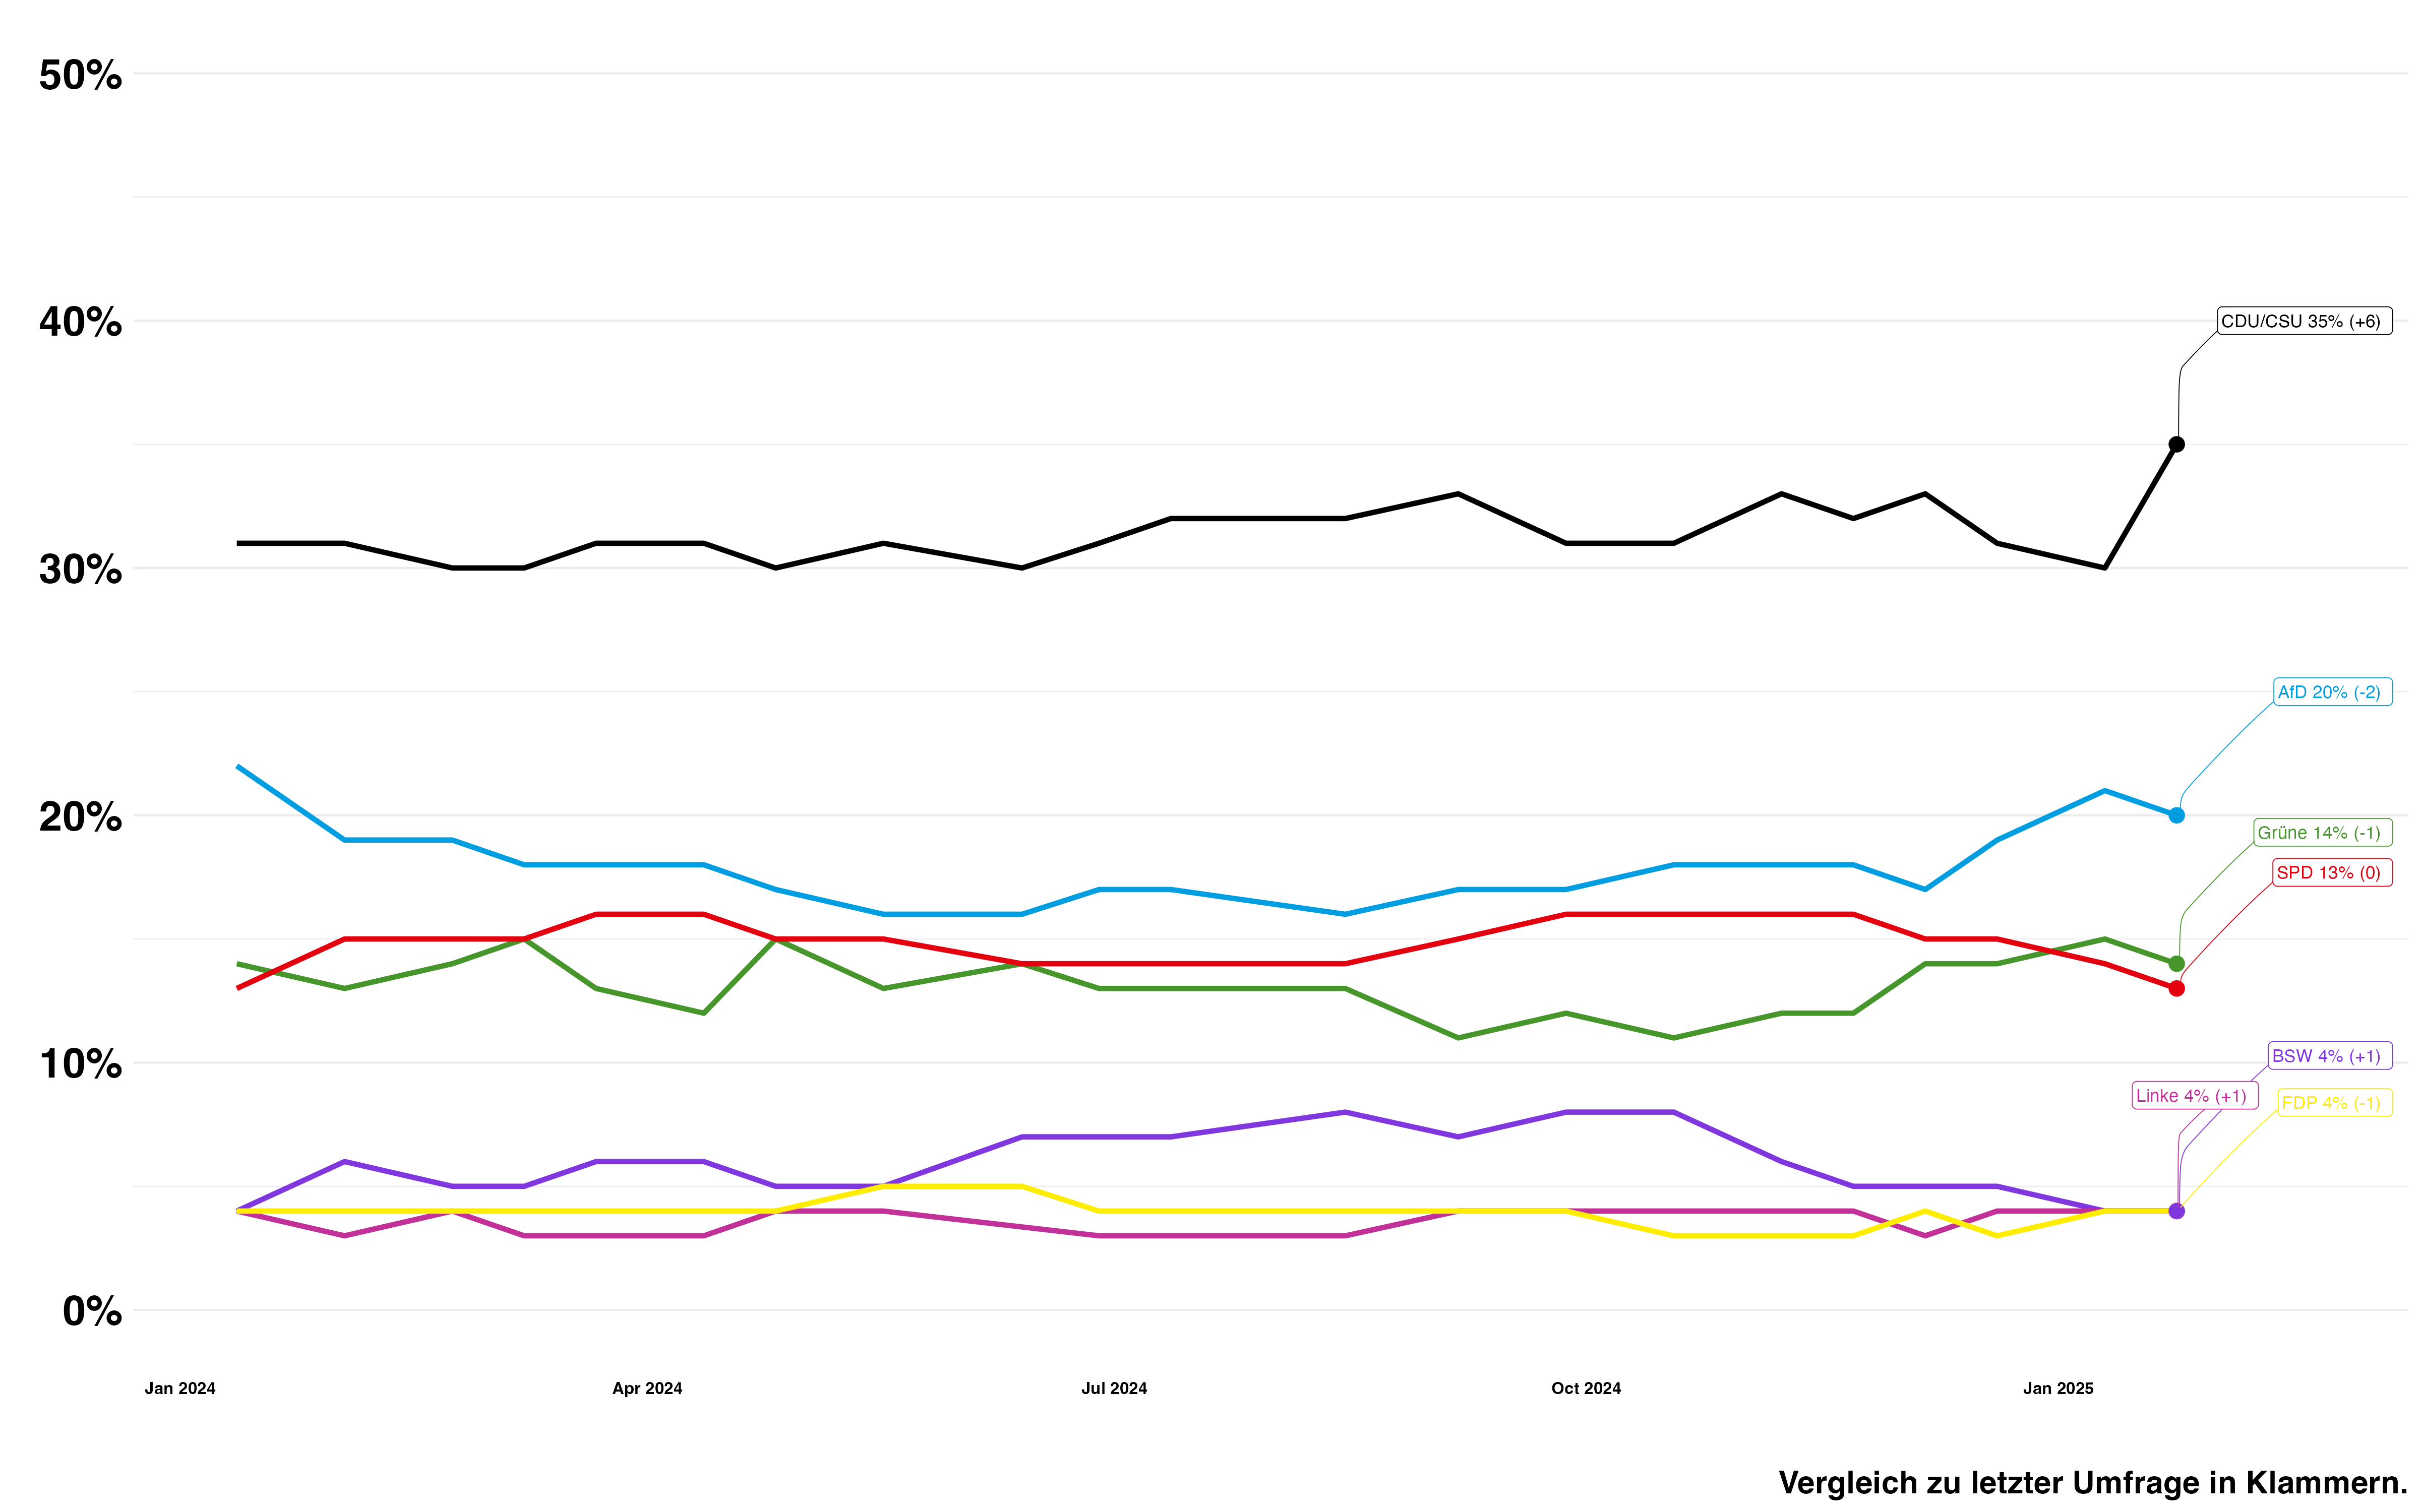 50%
40%
30%
20%
10%
0%
CDU/CSU 35% (+6)
AfD 20% (-2)
Grüne 14% (-1)
SPD 13% (0)
BSW 4% (+1)
Linke 4% (+1)
FDP 4% (-1)
Jan 2024
Apr 2024
Jul 2024
Oct 2024
Jan 2025
Vergleich zu letzter Umfrage in Klammern.